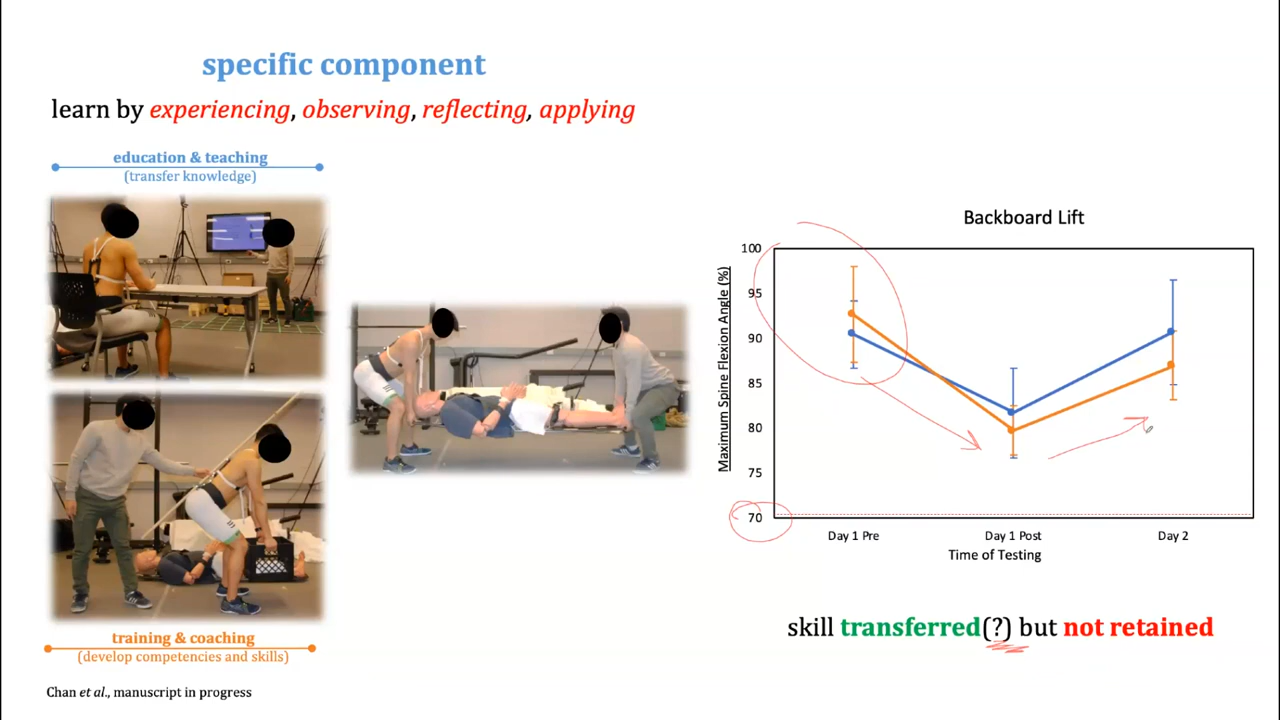 specific component
learn by experiencing, observing, reflecting, applying
education & teaching
(transfer knowledge)
training & coaching
(develop competencies and skills)
Chan et al., manuscript in progress
Backboard Lift
Maximum Spine Flexion Angle (%)
100
95
90
85
80
75
70
Day 1 Pre
Day 1 Post
Day 2
Time of Testing
skill transferred(?) but not retained